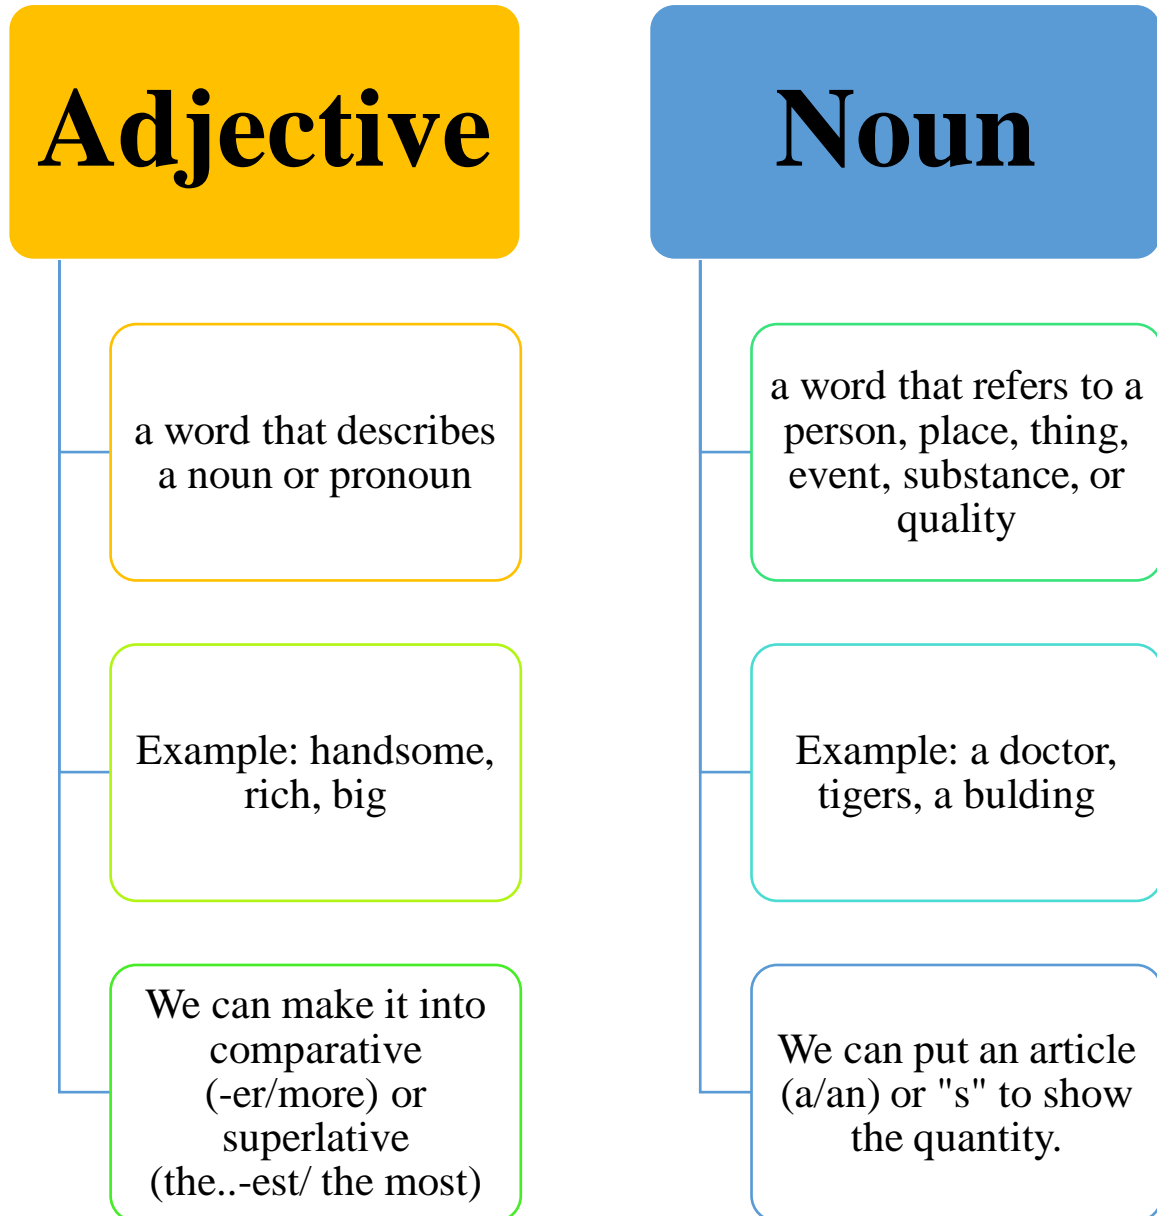 Adjective
a word that describes
a noun or pronoun
Example: handsome,
rich, big
We can make it into
comparative
(-er/more) or
superlative
(the..-est/ the most)
Noun
a word that refers to a
person, place, thing,
event, substance, or
quality
Example: a doctor,
tigers, a bulding
We can put an article
(a/an) or "s" to show
the quantity.